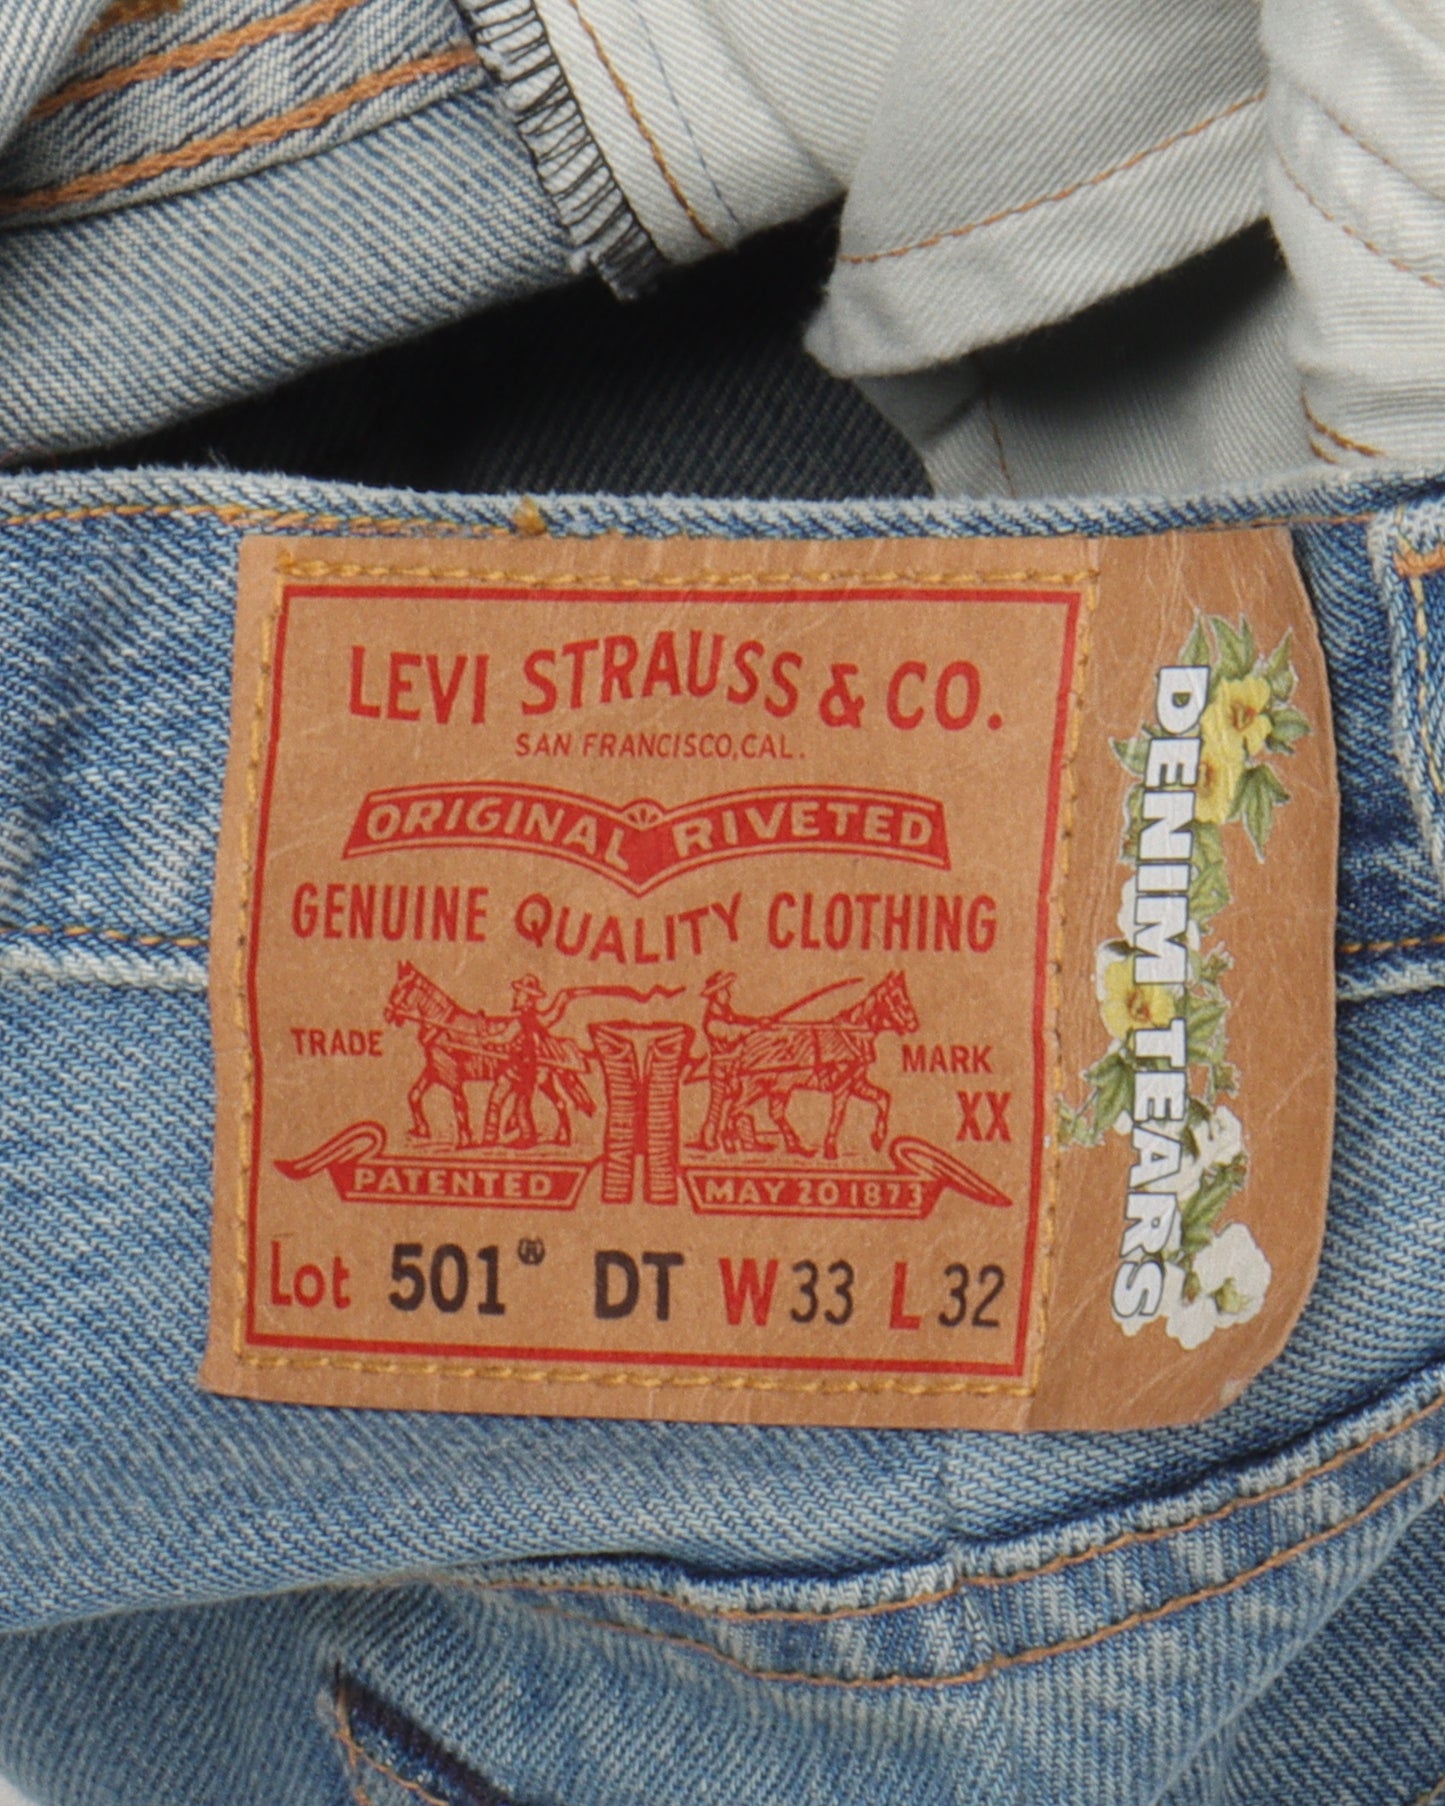 LEVI STRAUSS & CO.
SAN FRANCISCO, CAL.
ORIGINAL RIVETED
GENUINE QUALITY CLOTHING
TRADE MARK
XX
PATENTED MAY 20 1873
Lot 501® DT W 33 L 32
DENIM TEARS